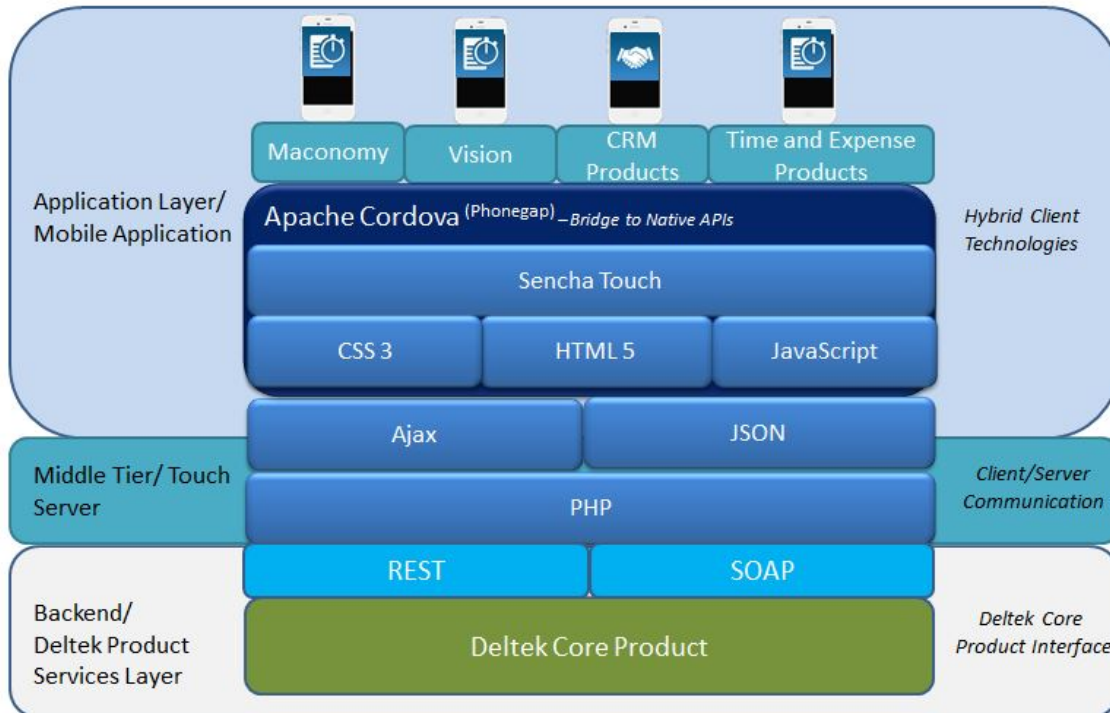 Maconomy
Vision
CRM
Products
Time and Expense
Products
Application Layer/
Mobile Application
Apache Cordova (Phonegap) – Bridge to Native APIs
Hybrid Client
Technologies
Sencha Touch
CSS 3
HTML 5
JavaScript
Ajax
JSON
Middle Tier/ Touch
Server
PHP
Client/Server
Communication
REST
SOAP
Backend/
Deltek Product
Services Layer
Deltek Core Product
Deltek Core
Product Interface